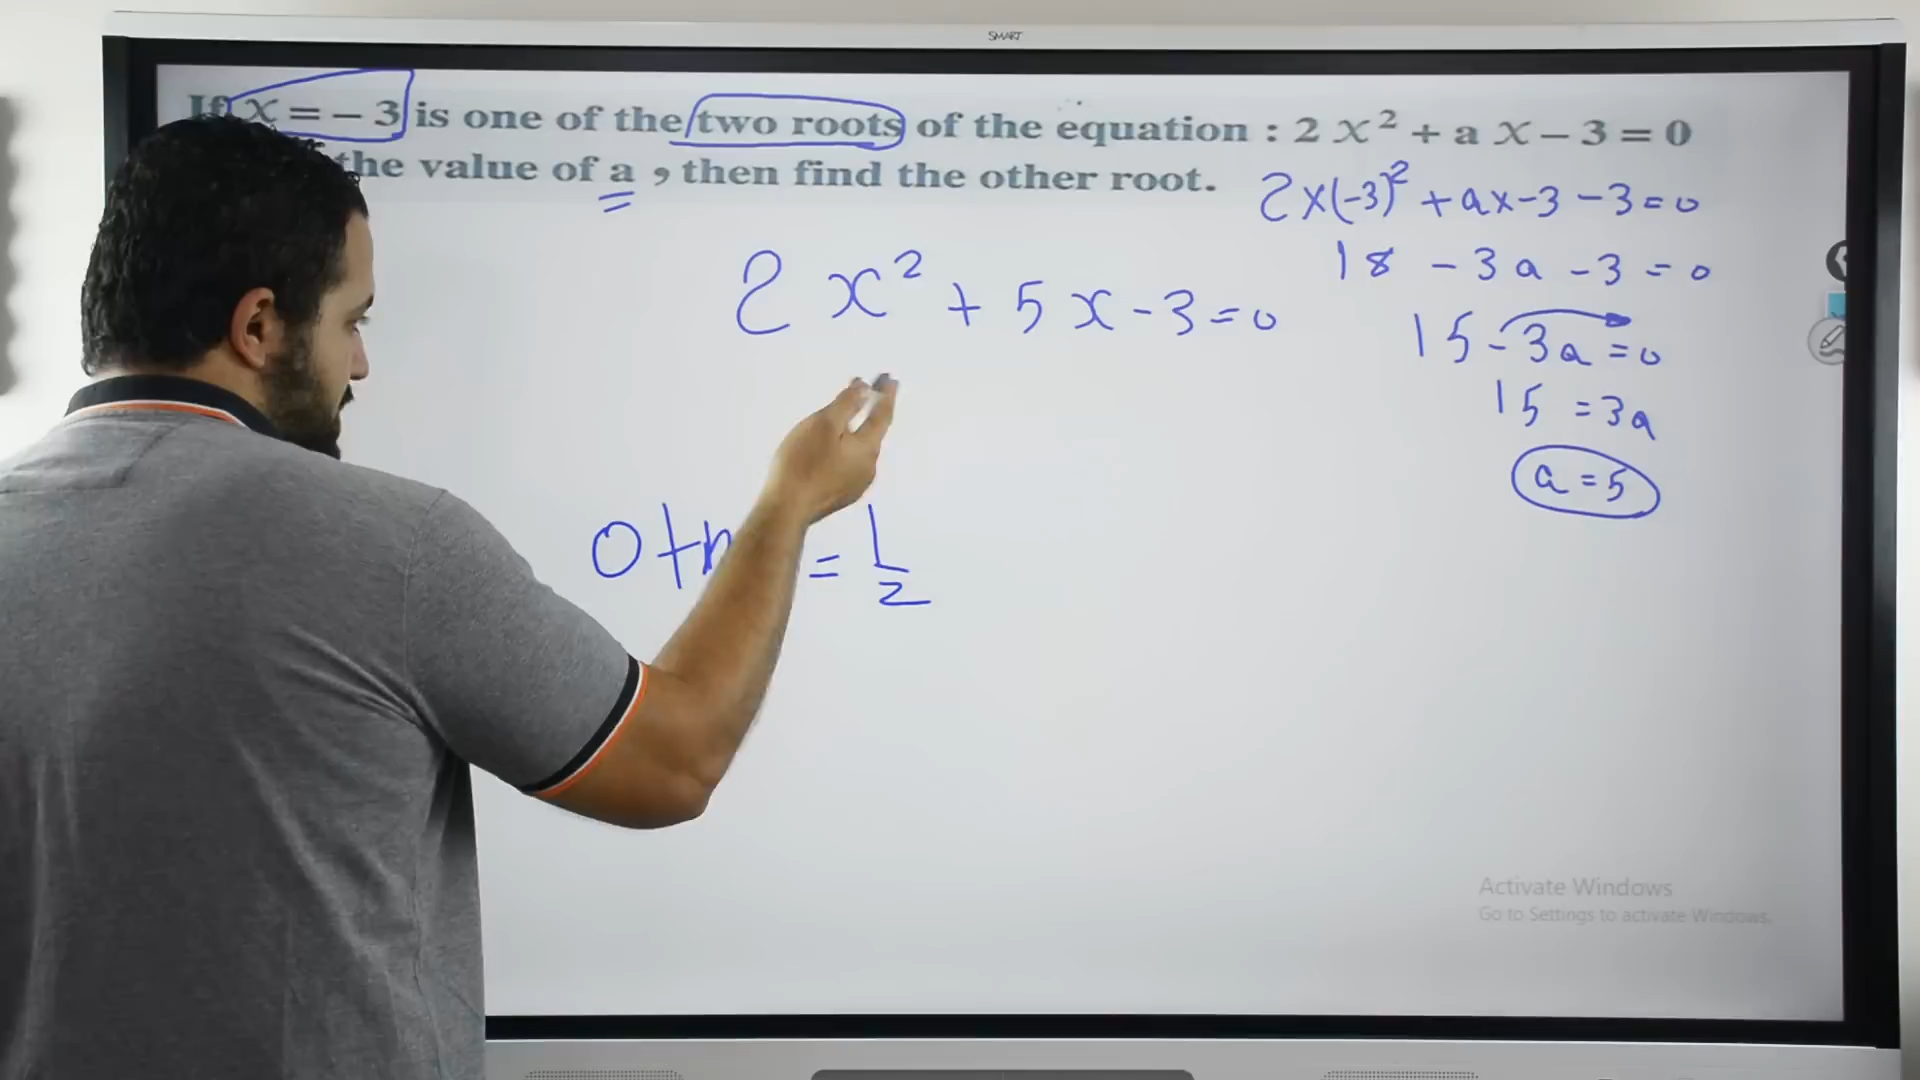 SMART
If x = – 3 is one of the two roots of the equation : 2 x² + a x – 3 = 0
the value of a , then find the other root.
2x(-3)² + ax-3 - 3 = 0
18 - 3a - 3 = 0
2x² + 5x - 3 = 0
15 - 3a = 0
15 = 3a
a = 5
= 1/2
Activate Windows
Go to Settings to activate Windows.